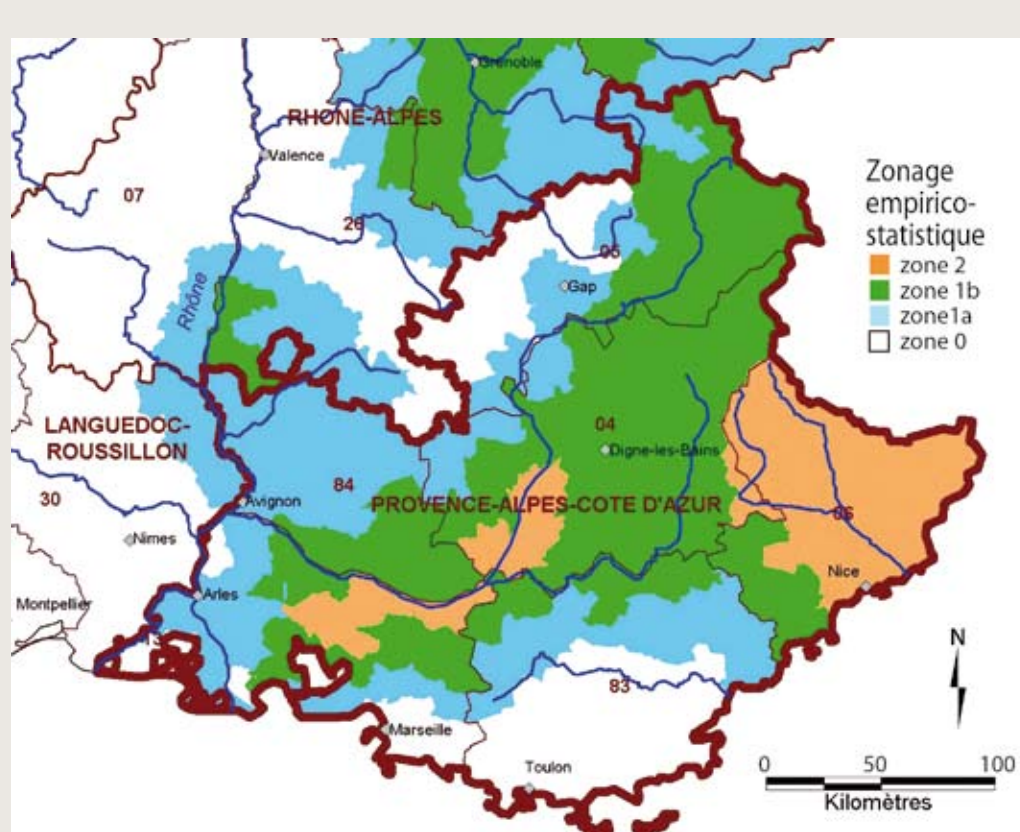 Grenoble
RHONE-ALPES
Valence
07
26
05
Rhône
Gap
Zonage
empirico-
statistique
zone 2
zone 1b
zone1a
zone 0
LANGUEDOC-
ROUSSILLON
04
Digne-les-Bains
30
84
Avignon
PROVENCE-ALPES-COTE D'AZUR
06
Nimes
Nice
Montpellier
Arles
13
N
83
Marseille
Toulon
0 50 100
Kilomètres